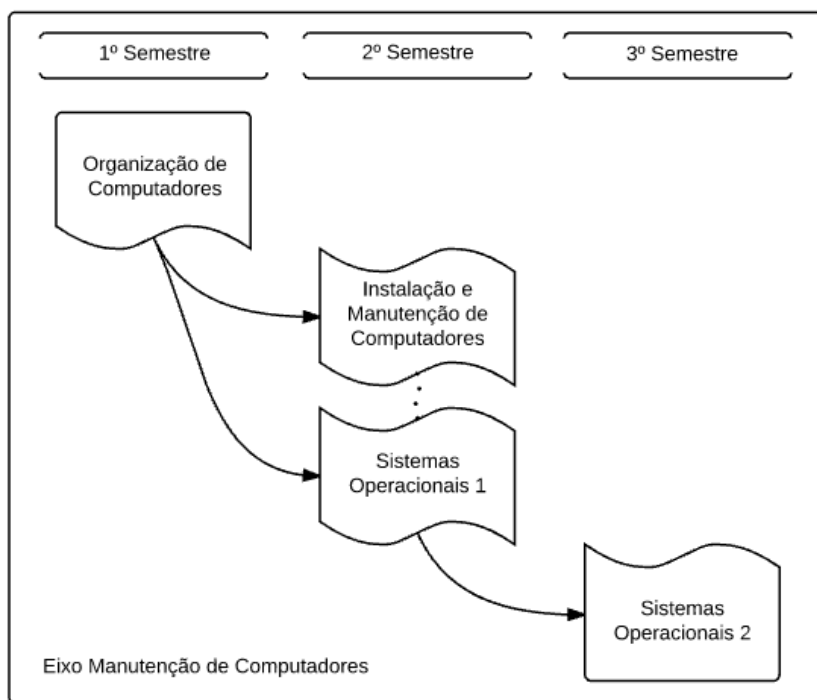 1º Semestre
2º Semestre
3º Semestre
Organização de
Computadores
Instalação e
Manutenção de
Computadores
Sistemas
Operacionais 1
Sistemas
Operacionais 2
Eixo Manutenção de Computadores